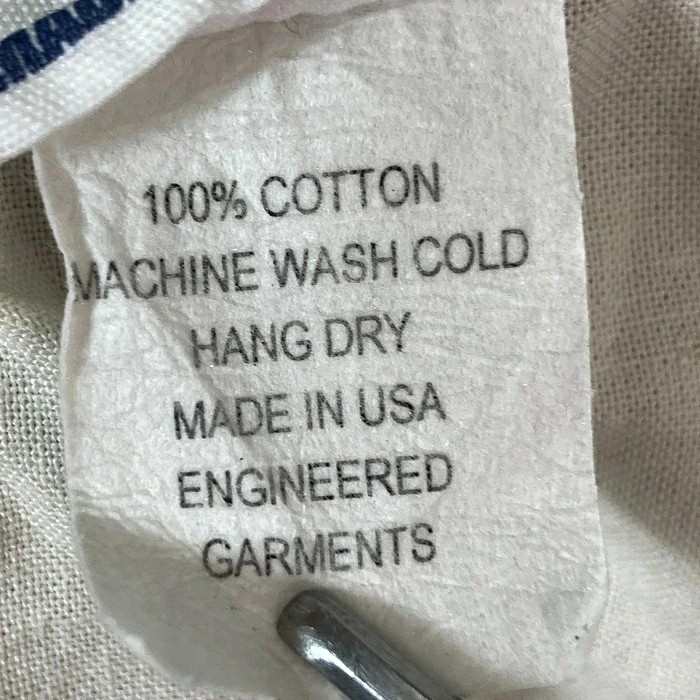 100% COTTON
MACHINE WASH COLD
HANG DRY
MADE IN USA
ENGINEERED
GARMENTS